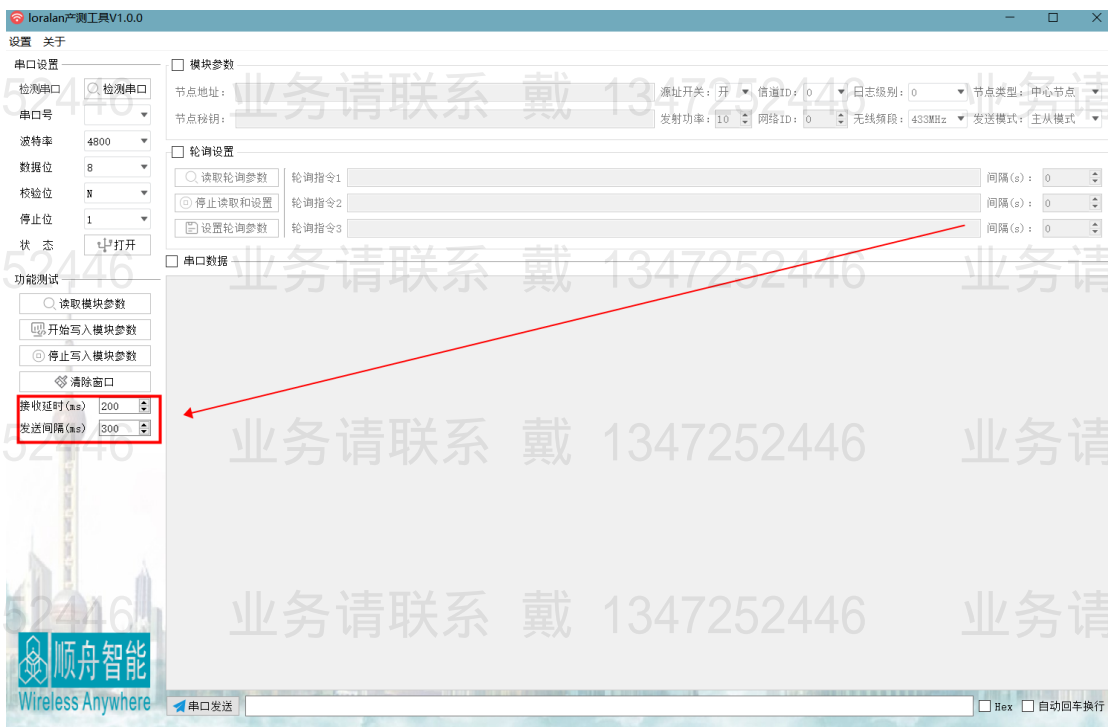 loralan产测工具V1.0.0
设置 关于
串口设置
检测串口 检测串口
串口号
波特率 4800
数据位 8
校验位 N
停止位 1
状 态 打开
功能测试
读取模块参数
开始写入模块参数
停止写入模块参数
清除窗口
接收延时(ms) 200
发送间隔(ms) 300
模块参数
节点地址: 源址开关: 开 信道ID: 0 日志级别: 0 节点类型: 中心节点
节点秘钥: 发射功率: 10 网络ID: 0 无线频段: 433MHz 发送模式: 主从模式
轮询设置
读取轮询参数 轮询指令1 间隔(s): 0
停止读取和设置 轮询指令2 间隔(s): 0
设置轮询参数 轮询指令3 间隔(s): 0
串口数据
52446 业务请联系 戴 1347252446 业务请
52446 业务请联系 戴 1347252446 业务请
52446 业务请联系 戴 1347252446 业务请
52446 业务请联系 戴 1347252446 业务请
顺舟智能
Wireless Anywhere
串口发送 Hex 自动回车换行